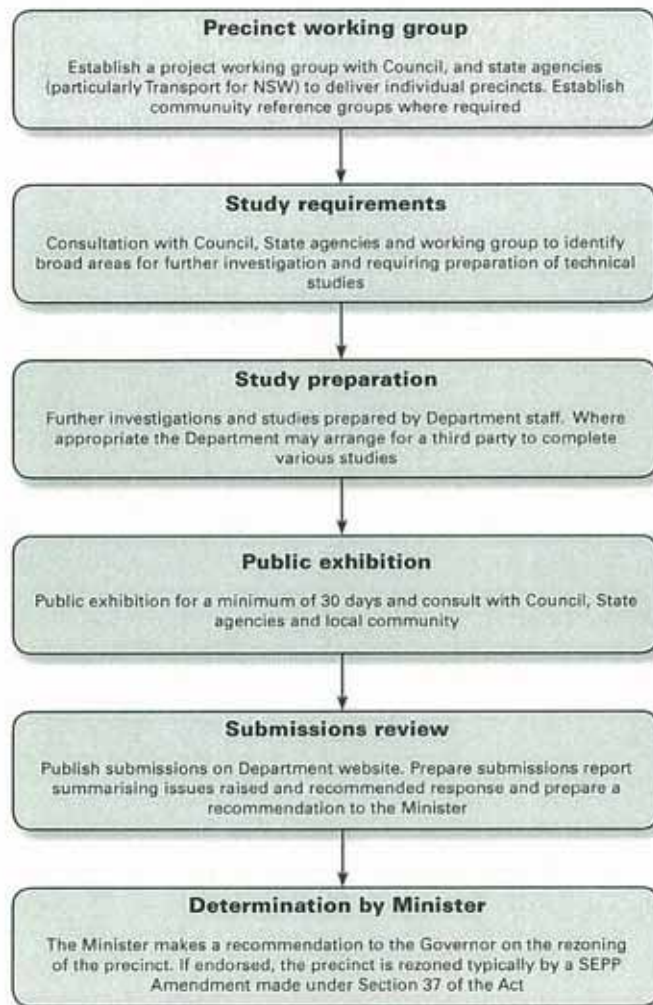 Precinct working group
Establish a project working group with Council, and state agencies
(particularly Transport for NSW) to deliver individual precincts. Establish
communuity reference groups where required
Study requirements
Consultation with Council, State agencies and working group to identify
broad areas for further investigation and requiring preparation of technical
studies
Study preparation
Further investigations and studies prepared by Department staff. Where
appropriate the Department may arrange for a third party to complete
various studies
Public exhibition
Public exhibition for a minimum of 30 days and consult with Council, State
agencies and local community
Submissions review
Publish submissions on Department website. Prepare submissions report
summarising issues raised and recommended response and prepare a
recommendation to the Minister
Determination by Minister
The Minister makes a recommendation to the Governor on the rezoning
of the precinct. If endorsed, the precinct is rezoned typically by a SEPP
Amendment made under Section 37 of the Act